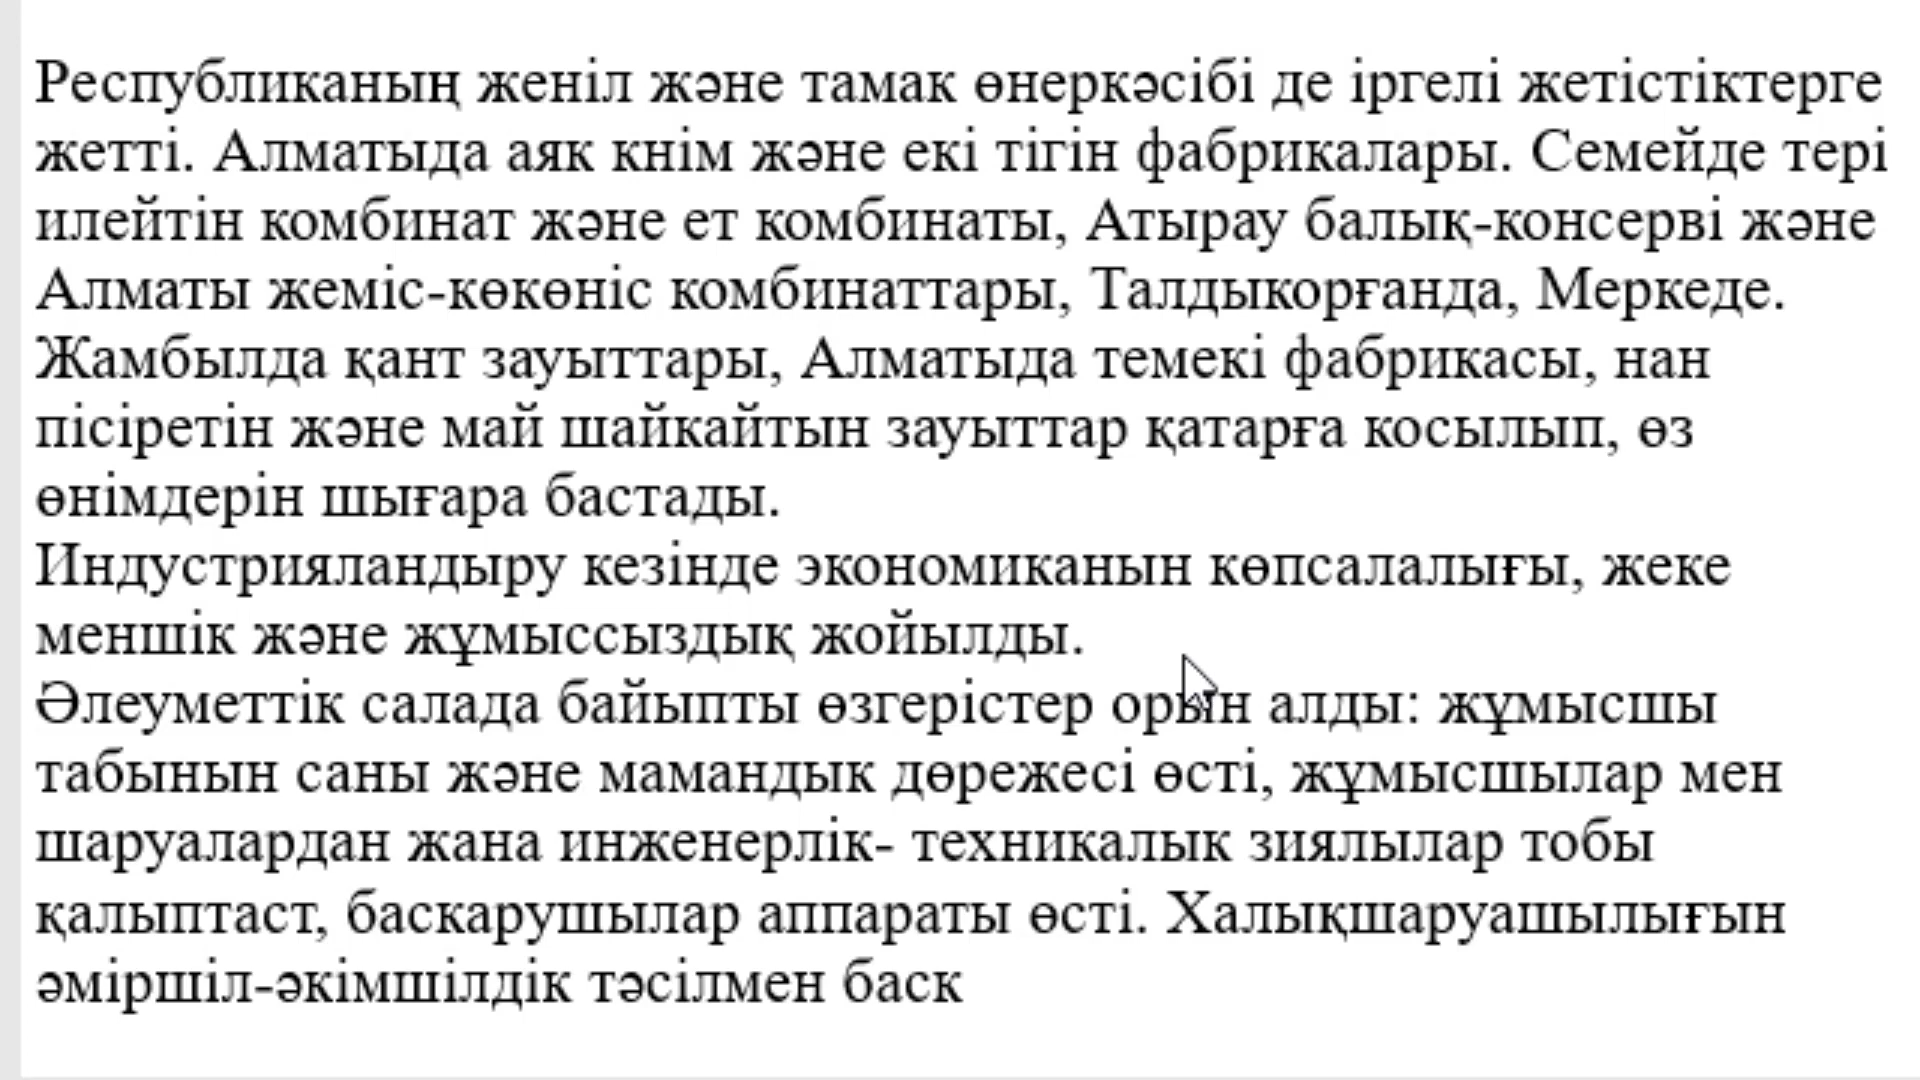 Республиканың женіл және тамак өнеркәсібі де іргелі жетістіктерге
жетті. Алматыда аяк кнім және екі тігін фабрикалары. Семейде тері
илейтін комбинат және ет комбинаты, Атырау балық-консерві және
Алматы жеміс-көкөніс комбинаттары, Талдыкорғанда, Меркеде.
Жамбылда қант зауыттары, Алматыда темекі фабрикасы, нан
пісіретін және май шайкайтын зауыттар қатарға косылып, өз
өнімдерін шығара бастады.
Индустрияландыру кезінде экономиканын көпсалалығы, жеке
меншік және жұмыссыздық жойылды.
Әлеуметтік салада байыпты өзгерістер орын алды: жұмысшы
табынын саны және мамандык дөрежесі өсті, жұмысшылар мен
шаруалардан жана инженерлік- техникалык зиялылар тобы
қалыптаст, баскарушылар аппараты өсті. Халықшаруашылығын
әміршіл-әкімшілдік тәсілмен баск